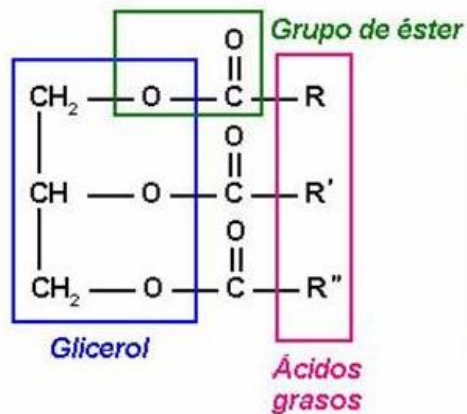 O Grupo de éster
CH₂ — O — C — R
O
CH — O — C — R'
O
CH₂ — O — C — R"
Glicerol
Ácidos
grasos